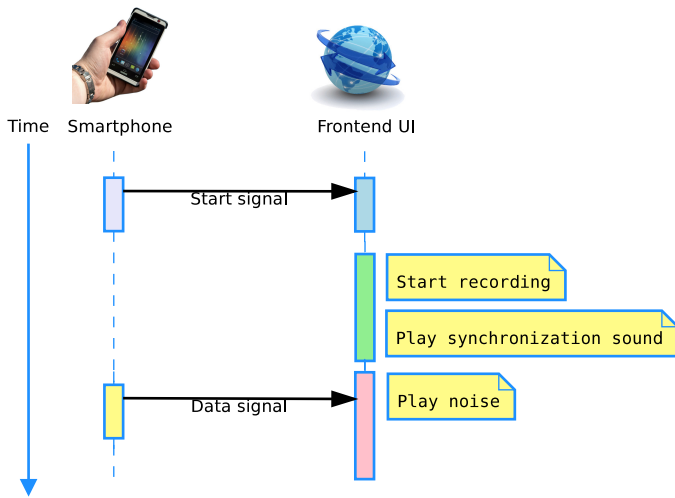 Time
Smartphone
Frontend UI
Start signal
Start recording
Play synchronization sound
Data signal
Play noise